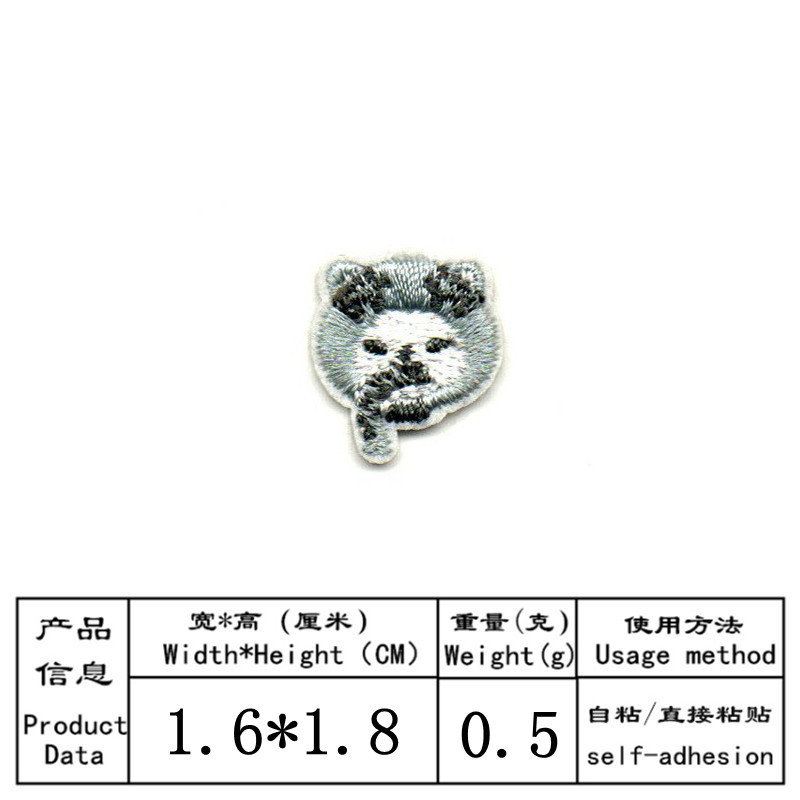 产品
信息
Product
Data
宽*高 (厘米)
Width*Height (CM)
1.6*1.8
重量(克)
Weight(g)
0.5
使用方法
Usage method
自粘/直接粘贴
self-adhesion